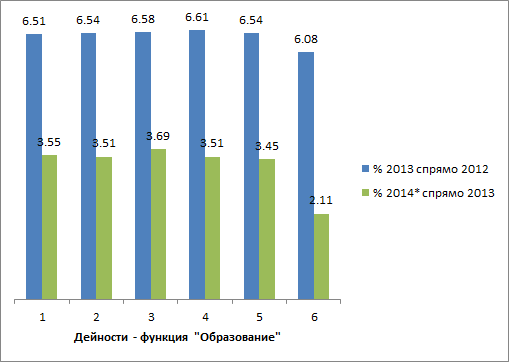 6.51 6.54 6.58 6.61 6.54 6.08
3.55 3.51 3.69 3.51 3.45 2.11
% 2013 спрямо 2012
% 2014* спрямо 2013
1 2 3 4 5 6
Дейности - функция "Образование"